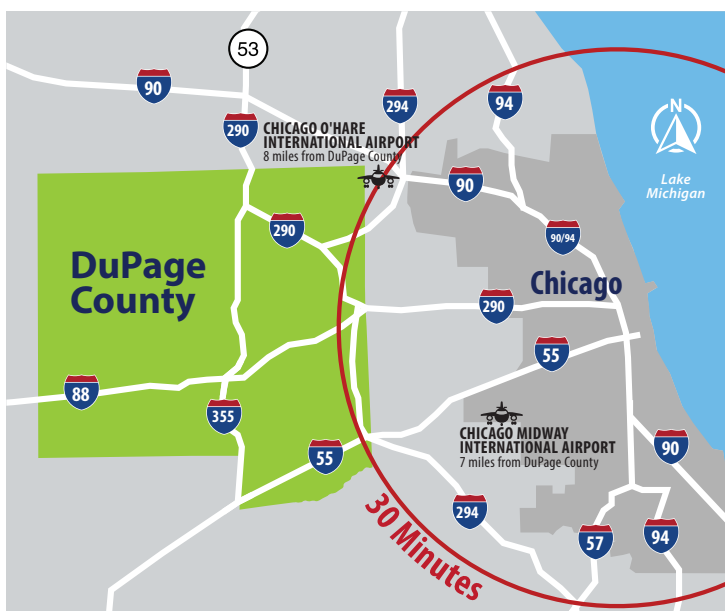 53
90
294
94
290
CHICAGO O'HARE
INTERNATIONAL AIRPORT
8 miles from DuPage County
N
Lake
Michigan
90
290
90/94
DuPage
County
Chicago
290
55
88
355
CHICAGO MIDWAY
INTERNATIONAL AIRPORT
7 miles from DuPage County
55
90
30 Minutes
294
57
94